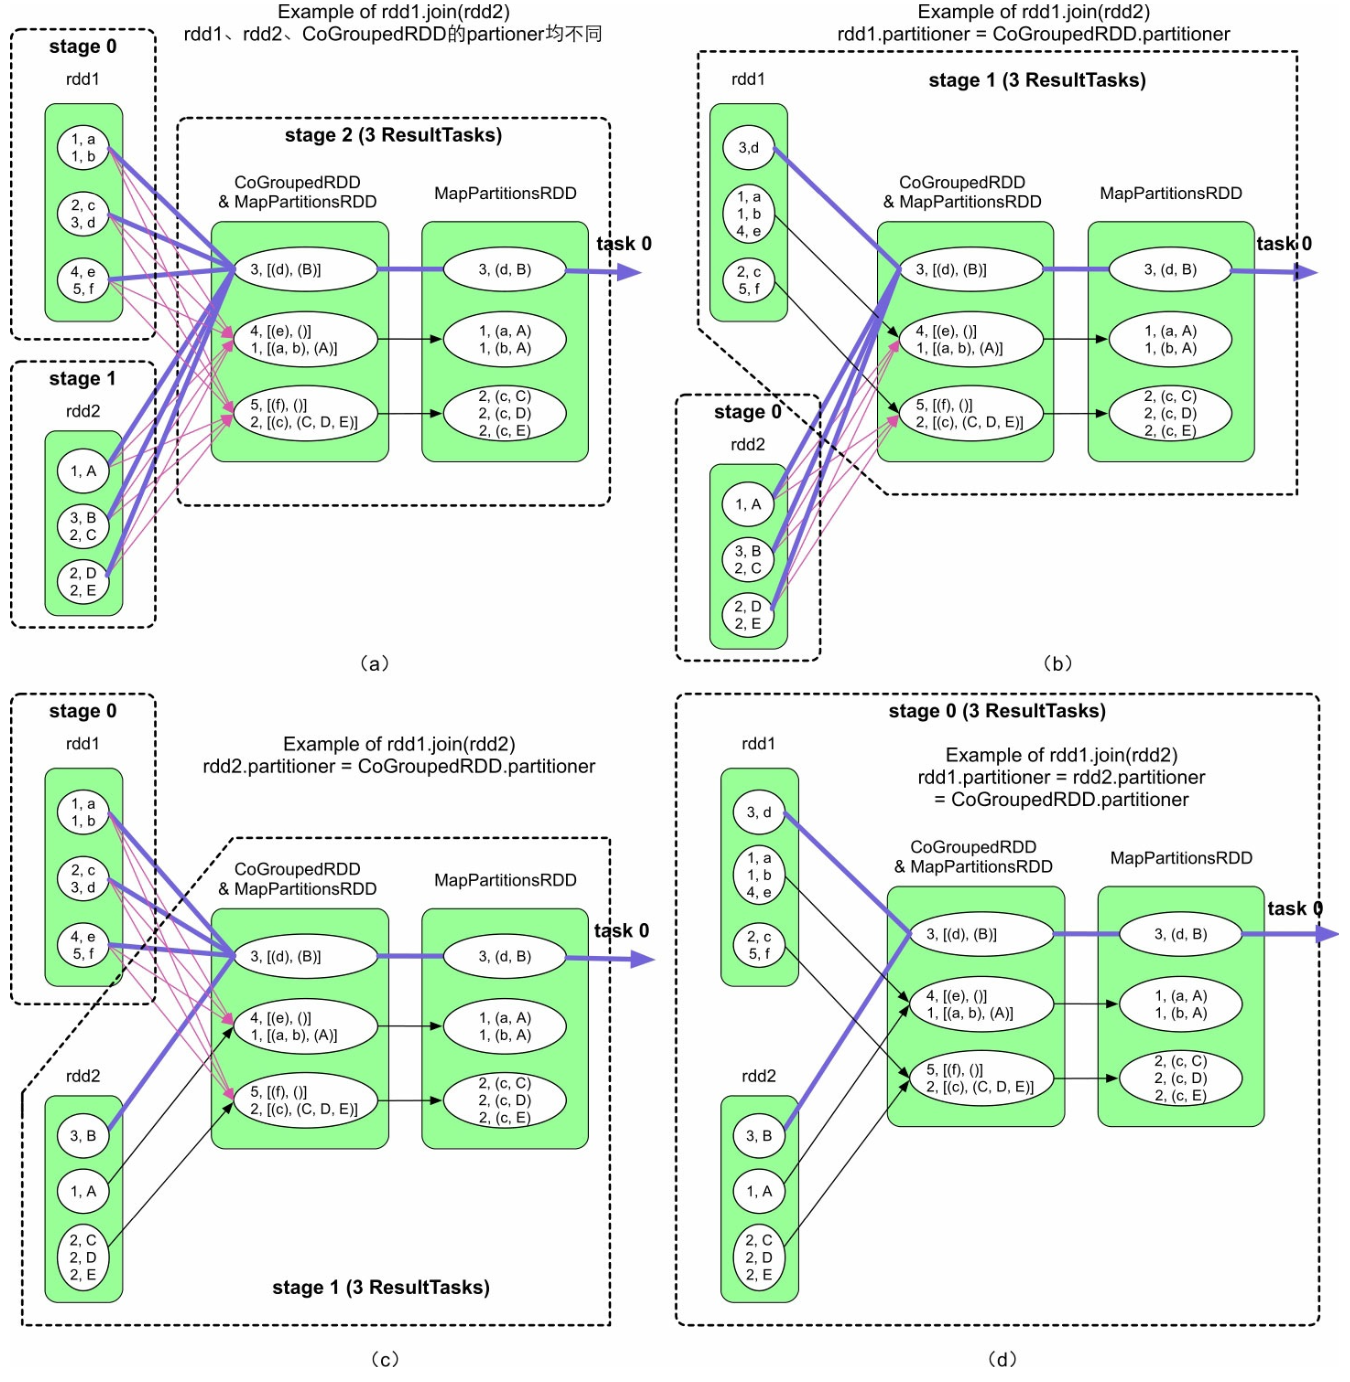 Example of rdd1.join(rdd2)
rdd1、rdd2、CoGroupedRDD的partioner均不同
stage 0
rdd1
1, a
1, b
2, c
3, d
4, e
5, f
stage 1
rdd2
1, A
3, B
2, C
2, D
2, E
stage 2 (3 ResultTasks)
CoGroupedRDD
& MapPartitionsRDD
3, [(d), (B)]
4, [(e), ()]
1, [(a, b), (A)]
5, [(f), ()]
2, [(c), (C, D, E)]
MapPartitionsRDD
3, (d, B)
1, (a, A)
1, (b, A)
2, (c, C)
2, (c, D)
2, (c, E)
task 0
（a）
Example of rdd1.join(rdd2)
rdd1.partitioner = CoGroupedRDD.partitioner
stage 1 (3 ResultTasks)
rdd1
3,d
1, a
1, b
4, e
2, c
5, f
stage 0
rdd2
1, A
3, B
2, C
2, D
2, E
CoGroupedRDD
& MapPartitionsRDD
3, [(d), (B)]
4, [(e), ()]
1, [(a, b), (A)]
5, [(f), ()]
2, [(c), (C, D, E)]
MapPartitionsRDD
3, (d, B)
1, (a, A)
1, (b, A)
2, (c, C)
2, (c, D)
2, (c, E)
task 0
（b）
stage 0
rdd1
1, a
1, b
2, c
3, d
4, e
5, f
Example of rdd1.join(rdd2)
rdd2.partitioner = CoGroupedRDD.partitioner
rdd2
3, B
1, A
2, C
2, D
2, E
CoGroupedRDD
& MapPartitionsRDD
3, [(d), (B)]
4, [(e), ()]
1, [(a, b), (A)]
5, [(f), ()]
2, [(c), (C, D, E)]
MapPartitionsRDD
3, (d, B)
1, (a, A)
1, (b, A)
2, (c, C)
2, (c, D)
2, (c, E)
task 0
stage 1 (3 ResultTasks)
（c）
stage 0 (3 ResultTasks)
Example of rdd1.join(rdd2)
rdd1.partitioner = rdd2.partitioner
= CoGroupedRDD.partitioner
rdd1
3, d
1, a
1, b
4, e
2, c
5, f
rdd2
3, B
1, A
2, C
2, D
2, E
CoGroupedRDD
& MapPartitionsRDD
3, [(d), (B)]
4, [(e), ()]
1, [(a, b), (A)]
5, [(f), ()]
2, [(c), (C, D, E)]
MapPartitionsRDD
3, (d, B)
1, (a, A)
1, (b, A)
2, (c, C)
2, (c, D)
2, (c, E)
task 0
（d）